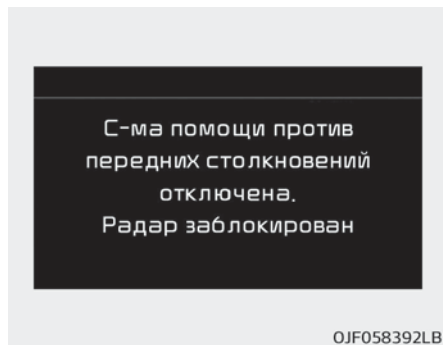 С-ма помощи против
передних столкновений
отключена.
Радар заблокирован
OJF058392LB